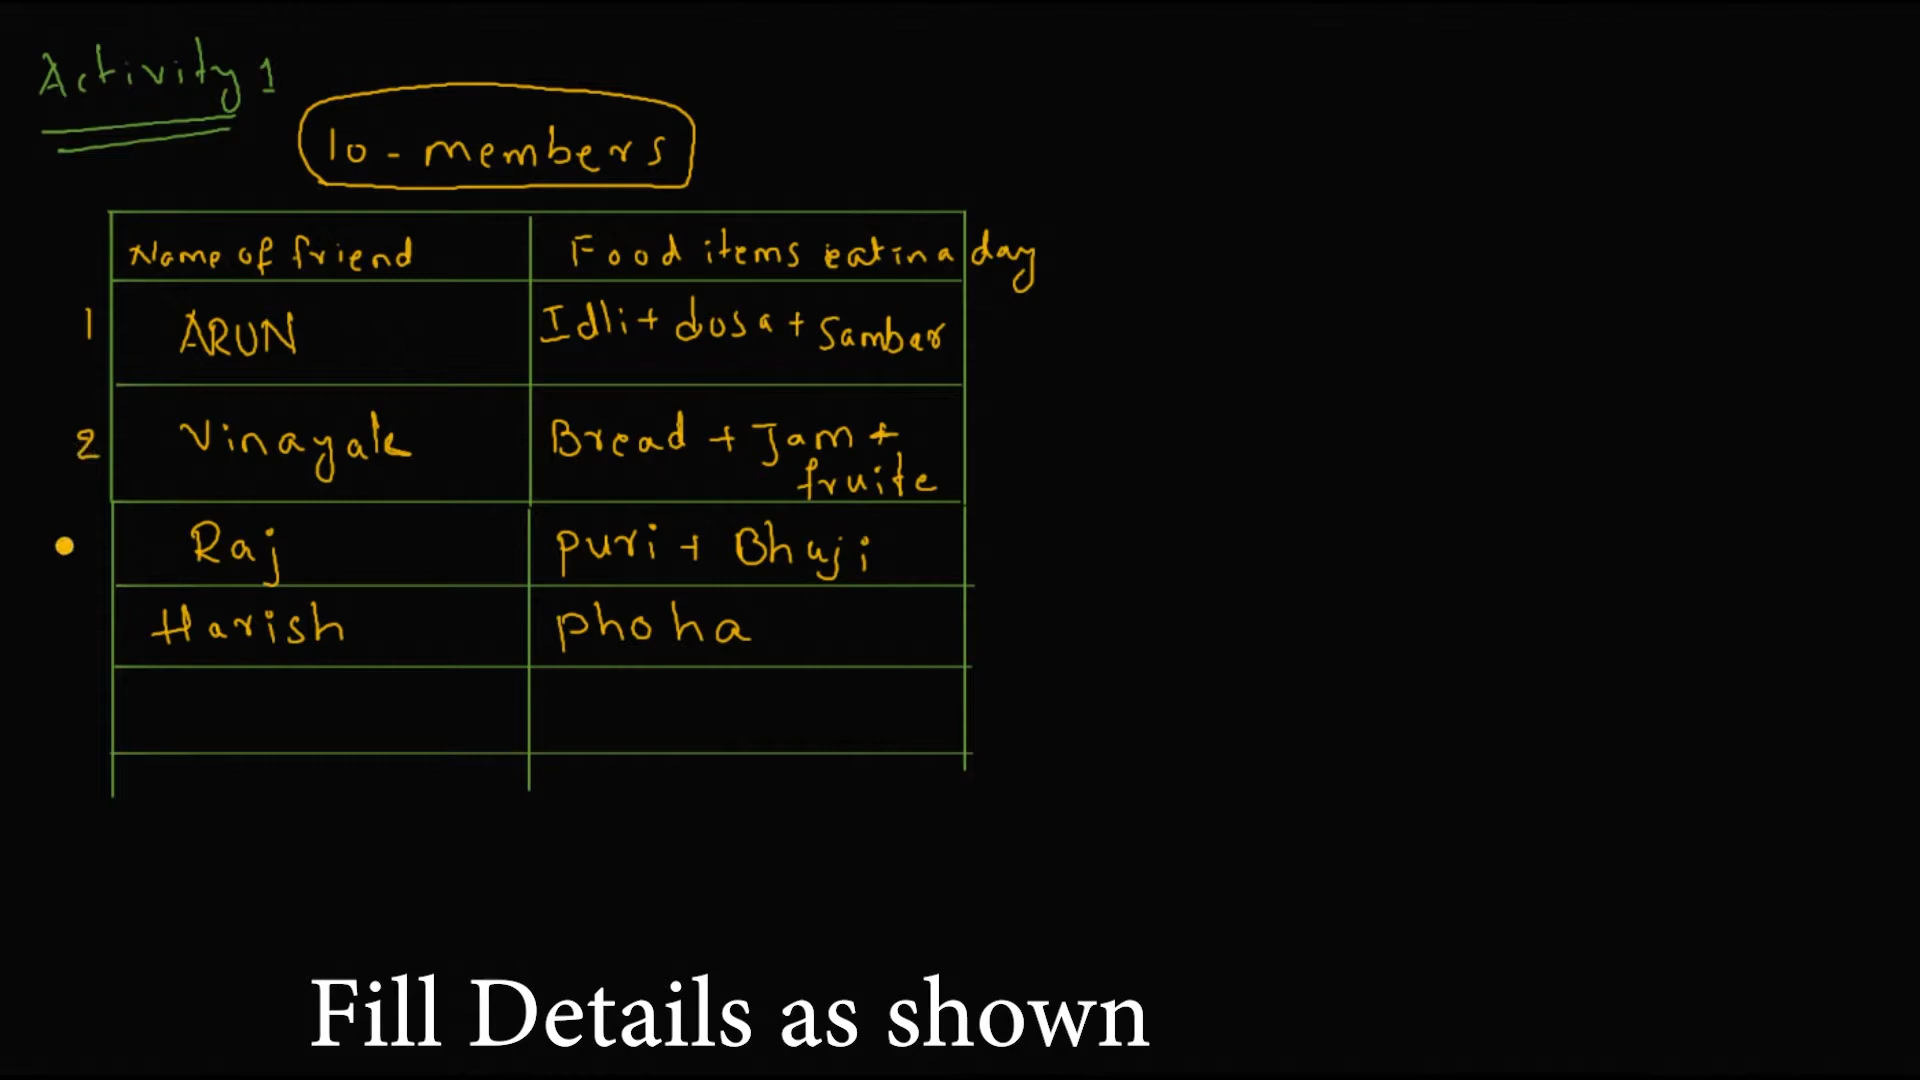 Activity 1
10 - members
Name of friend Food items eat in a day
1 ARUN Idli + dosa + Sambar
2 Vinayak Bread + Jam +
fruite
Raj puri + Bhuji
Harish phoha
Fill Details as shown